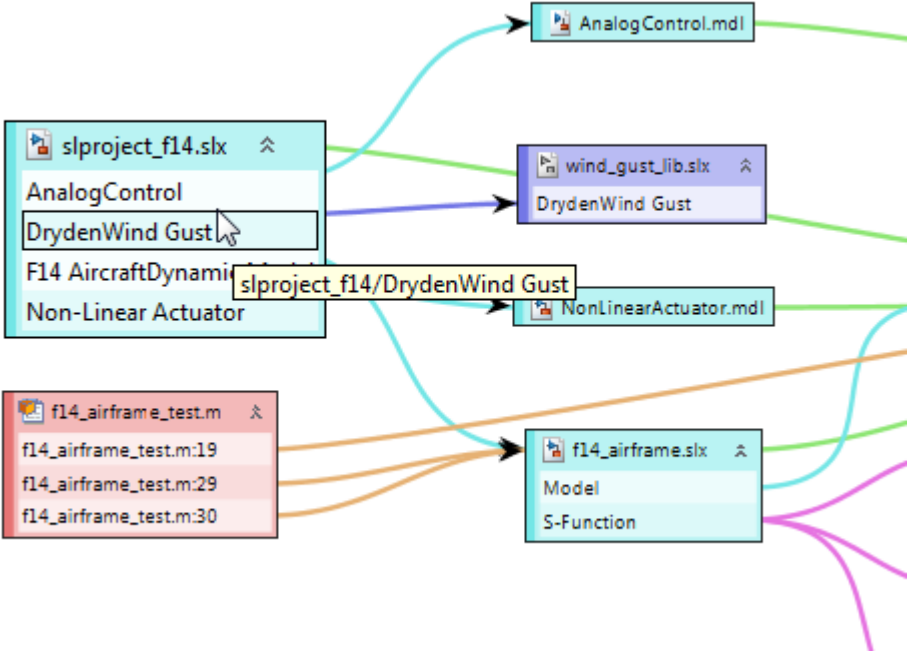 AnalogControl.mdl
slproject_f14.slx
AnalogControl
DrydenWind Gust
F14 AircraftDynamic
Non-Linear Actuator
slproject_f14/DrydenWind Gust
wind_gust_lib.slx
DrydenWind Gust
NonLinearActuator.mdl
f14_airframe_test.m
f14_airframe_test.m:19
f14_airframe_test.m:29
f14_airframe_test.m:30
f14_airframe.slx
Model
S-Function